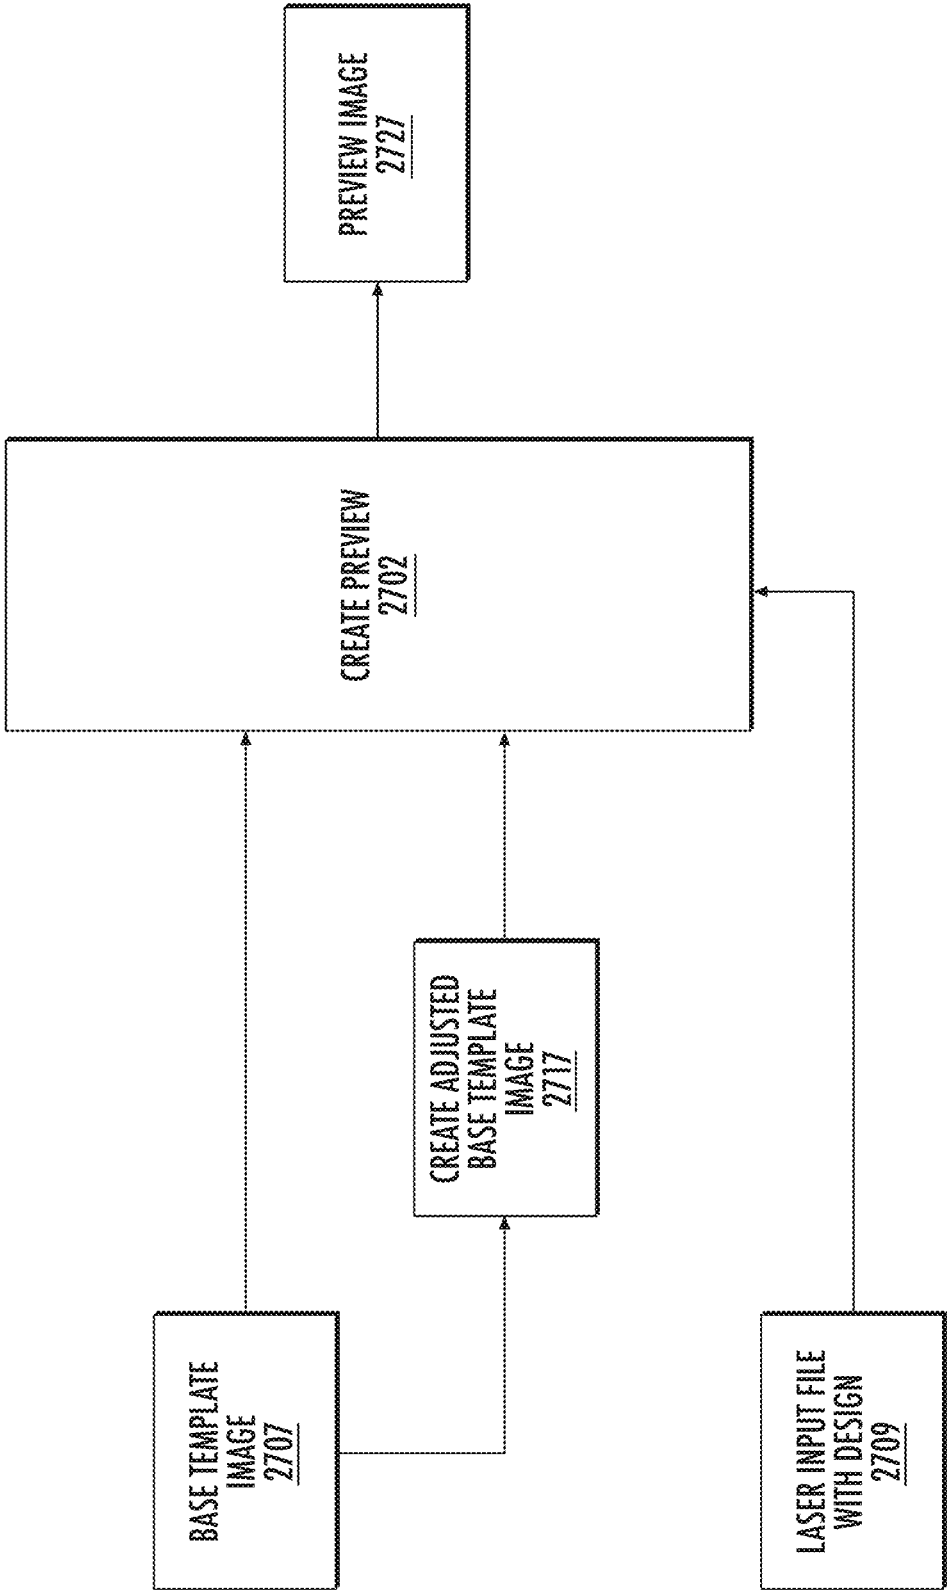 BASE TEMPLATE
IMAGE
2707
CREATE ADJUSTED
BASE TEMPLATE
IMAGE
2717
LASER INPUT FILE
WITH DESIGN
2709
CREATE PREVIEW
2702
PREVIEW IMAGE
2727